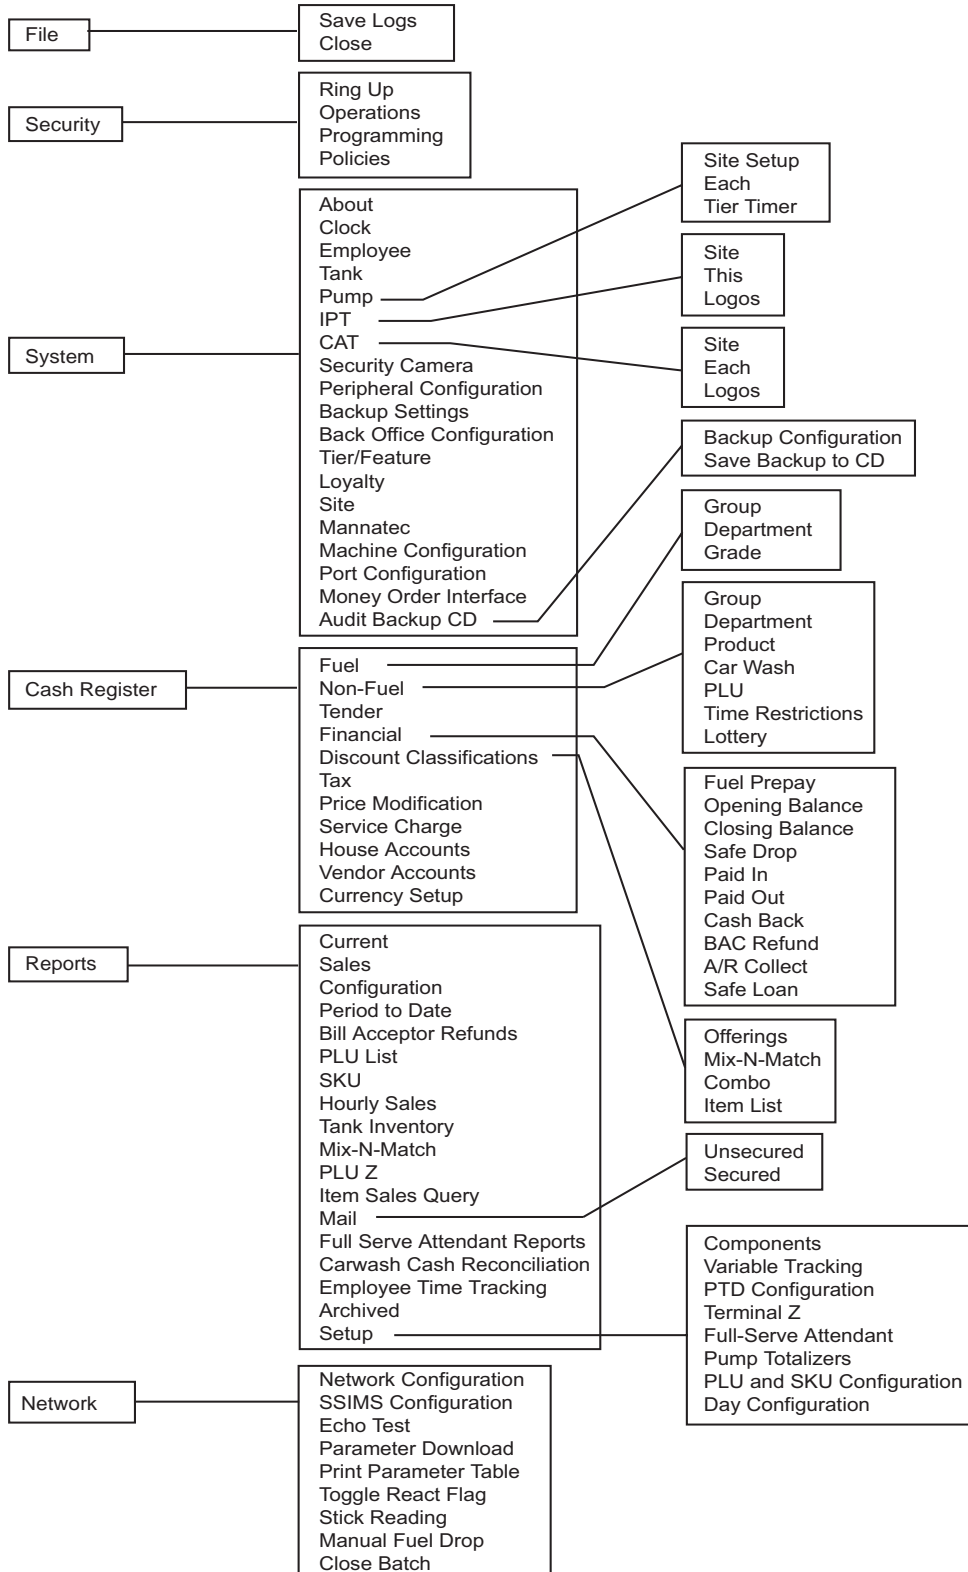 File
Save Logs
Close
Security
Ring Up
Operations
Programming
Policies
System
About
Clock
Employee
Tank
Pump
IPT
CAT
Security Camera
Peripheral Configuration
Backup Settings
Back Office Configuration
Tier/Feature
Loyalty
Site
Mannatec
Machine Configuration
Port Configuration
Money Order Interface
Audit Backup CD
Site Setup
Each
Tier Timer
Site
This
Logos
Site
Each
Logos
Backup Configuration
Save Backup to CD
Cash Register
Fuel
Non-Fuel
Tender
Financial
Discount Classifications
Tax
Price Modification
Service Charge
House Accounts
Vendor Accounts
Currency Setup
Group
Department
Grade
Group
Department
Product
Car Wash
PLU
Time Restrictions
Lottery
Fuel Prepay
Opening Balance
Closing Balance
Safe Drop
Paid In
Paid Out
Cash Back
BAC Refund
A/R Collect
Safe Loan
Offerings
Mix-N-Match
Combo
Item List
Reports
Current
Sales
Configuration
Period to Date
Bill Acceptor Refunds
PLU List
SKU
Hourly Sales
Tank Inventory
Mix-N-Match
PLU Z
Item Sales Query
Mail
Full Serve Attendant Reports
Carwash Cash Reconciliation
Employee Time Tracking
Archived
Setup
Unsecured
Secured
Components
Variable Tracking
PTD Configuration
Terminal Z
Full-Serve Attendant
Pump Totalizers
PLU and SKU Configuration
Day Configuration
Network
Network Configuration
SSIMS Configuration
Echo Test
Parameter Download
Print Parameter Table
Toggle React Flag
Stick Reading
Manual Fuel Drop
Close Batch